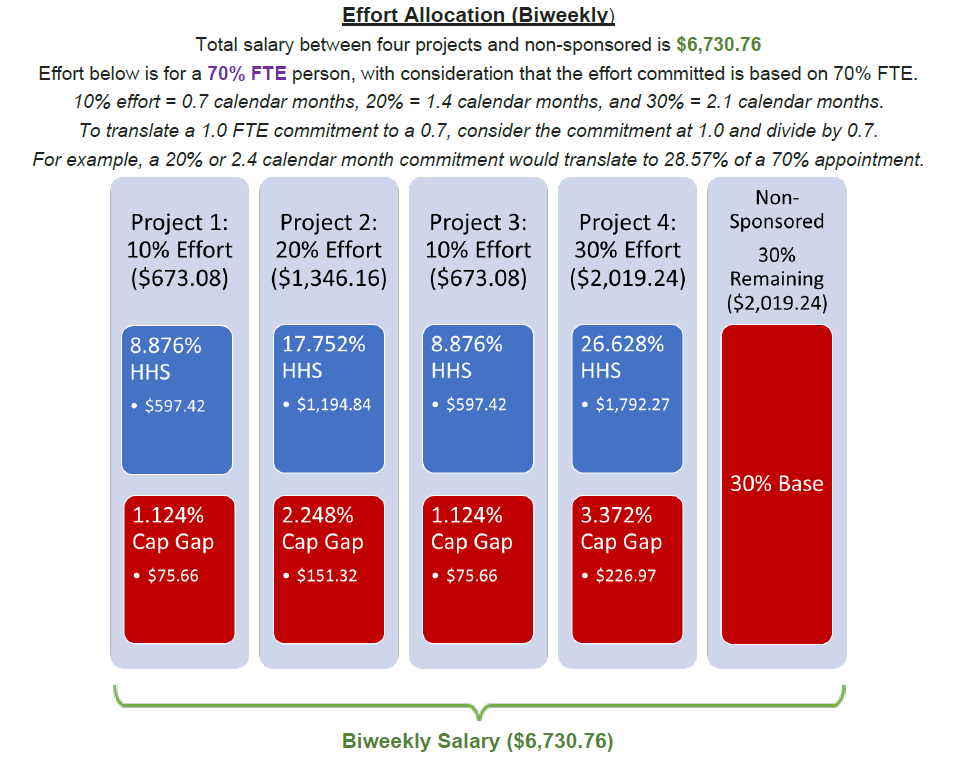 Effort Allocation (Biweekly)
Total salary between four projects and non-sponsored is $6,730.76
Effort below is for a 70% FTE person, with consideration that the effort committed is based on 70% FTE.
10% effort = 0.7 calendar months, 20% = 1.4 calendar months, and 30% = 2.1 calendar months.
To translate a 1.0 FTE commitment to a 0.7, consider the commitment at 1.0 and divide by 0.7.
For example, a 20% or 2.4 calendar month commitment would translate to 28.57% of a 70% appointment.
Project 1:
10% Effort
($673.08)
8.876%
HHS
• $597.42
1.124%
Cap Gap
• $75.66
Project 2:
20% Effort
($1,346.16)
17.752%
HHS
• $1,194.84
2.248%
Cap Gap
• $151.32
Project 3:
10% Effort
($673.08)
8.876%
HHS
• $597.42
1.124%
Cap Gap
• $75.66
Project 4:
30% Effort
($2,019.24)
26.628%
HHS
• $1,792.27
3.372%
Cap Gap
• $226.97
Non-
Sponsored
30%
Remaining
($2,019.24)
30% Base
Biweekly Salary ($6,730.76)